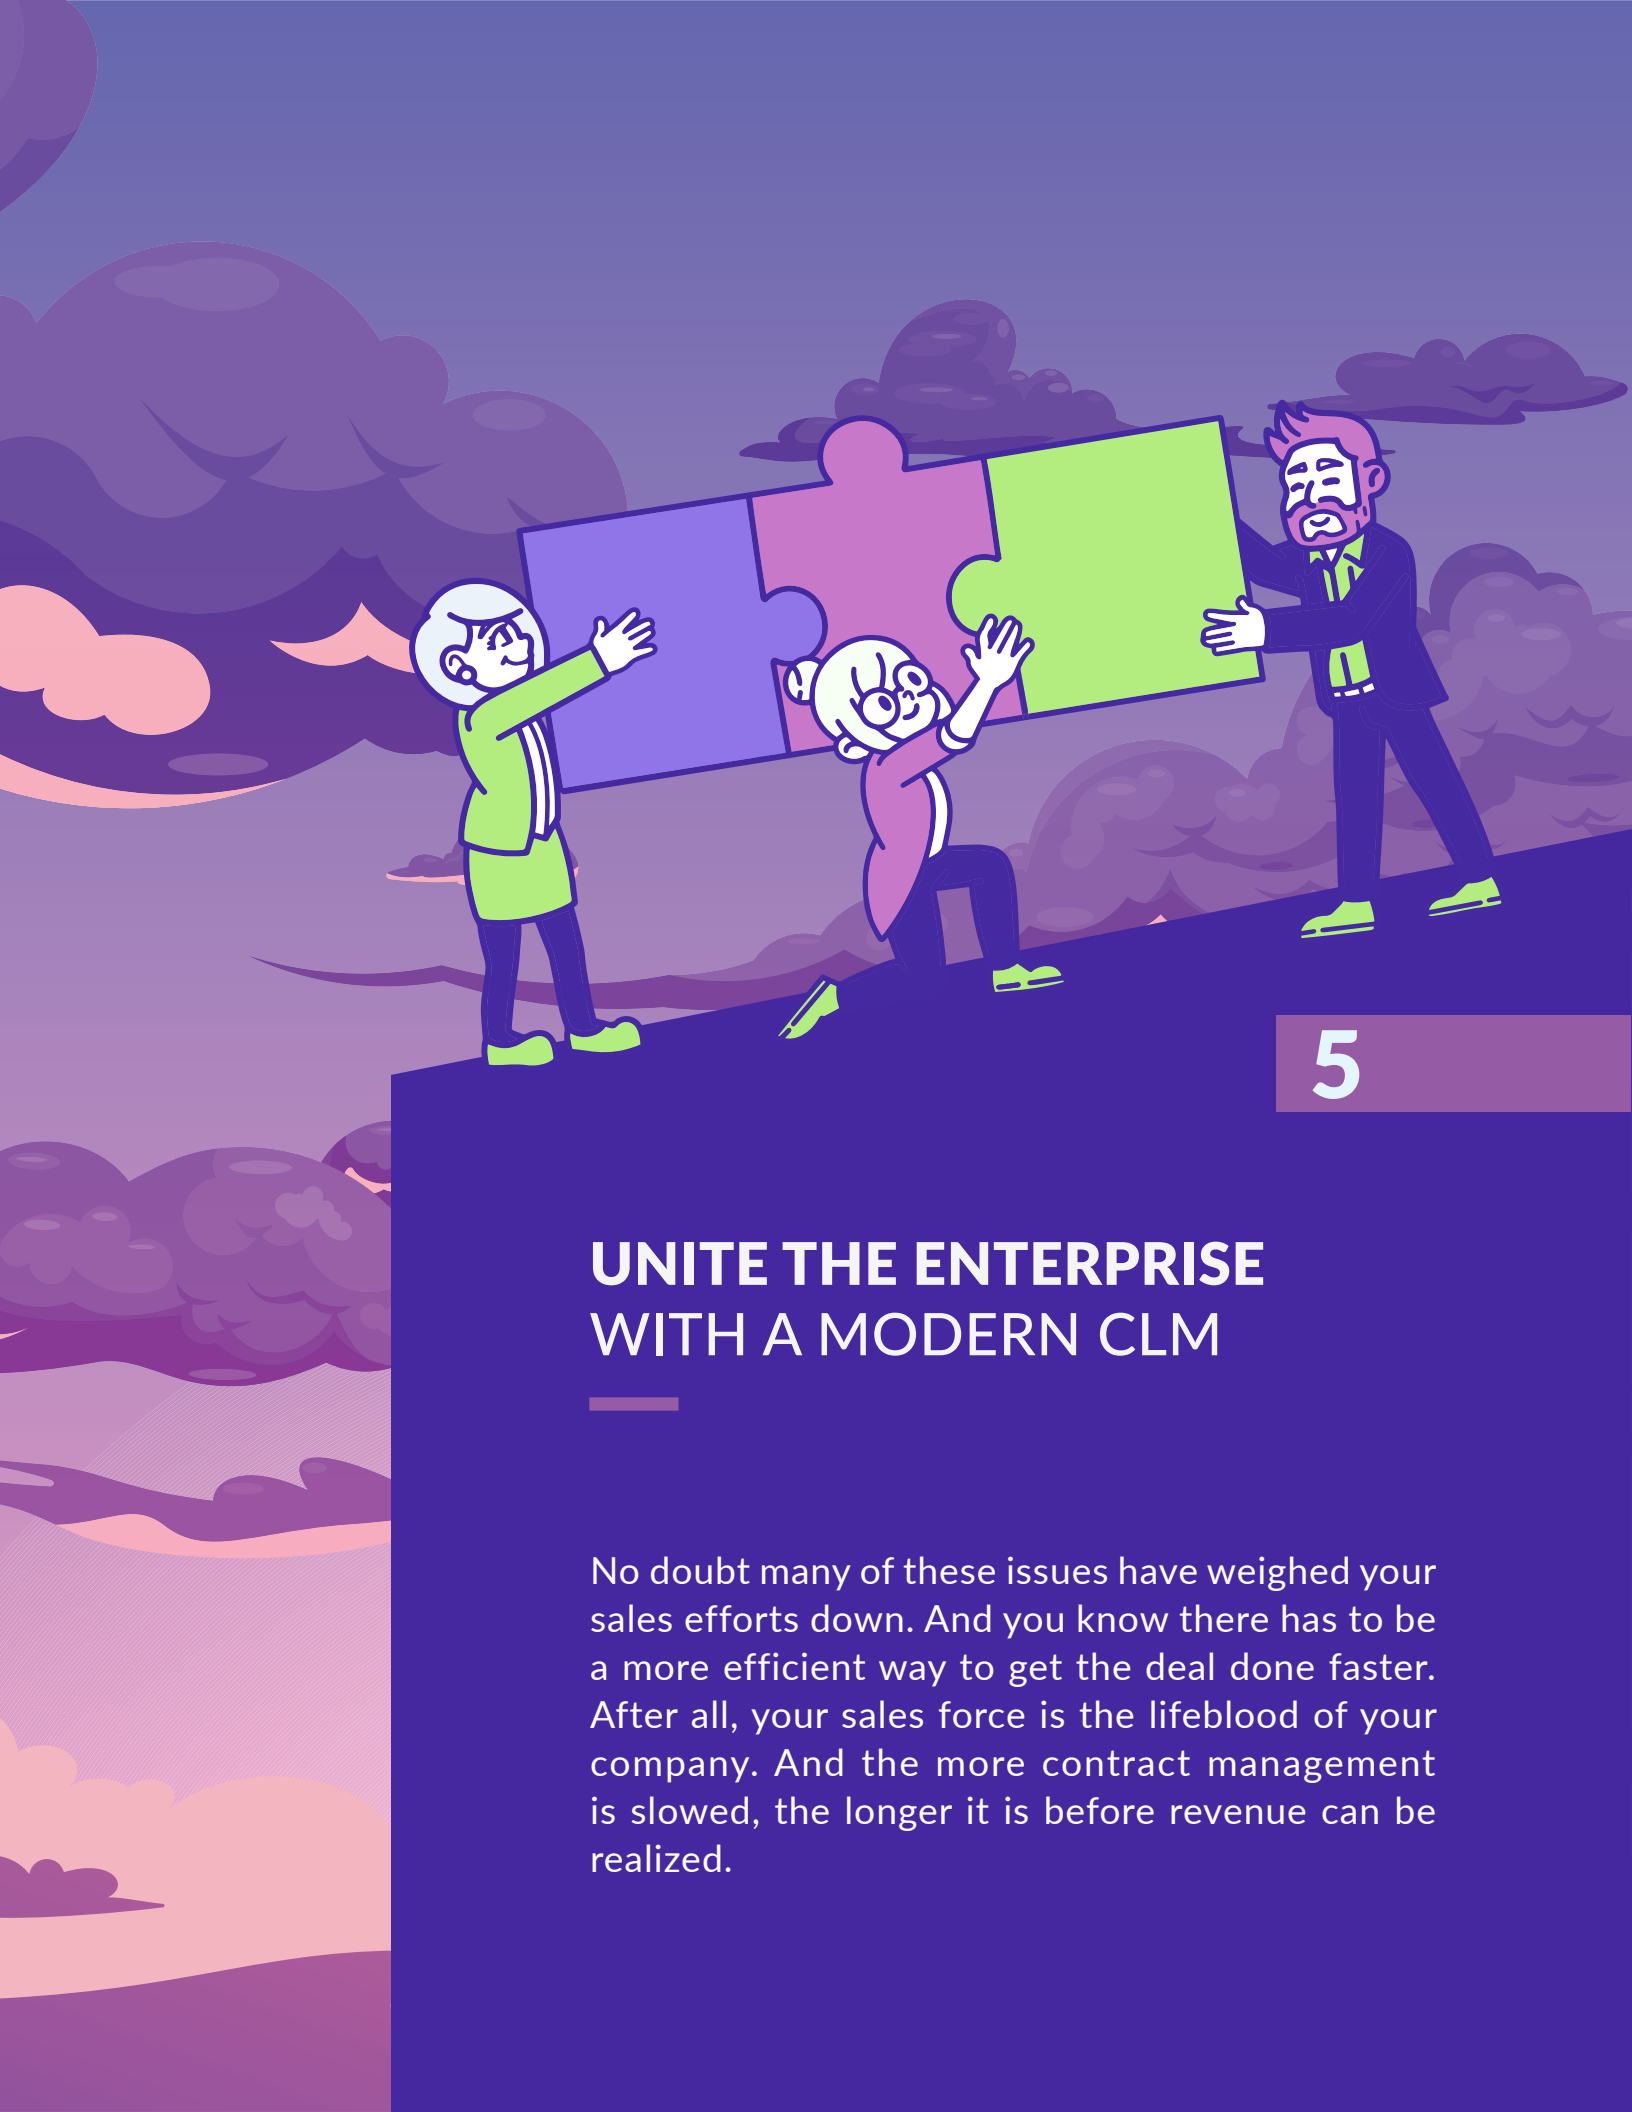 5
UNITE THE ENTERPRISE
WITH A MODERN CLM
No doubt many of these issues have weighed your
sales efforts down. And you know there has to be
a more efficient way to get the deal done faster.
After all, your sales force is the lifeblood of your
company. And the more contract management
is slowed, the longer it is before revenue can be
realized.